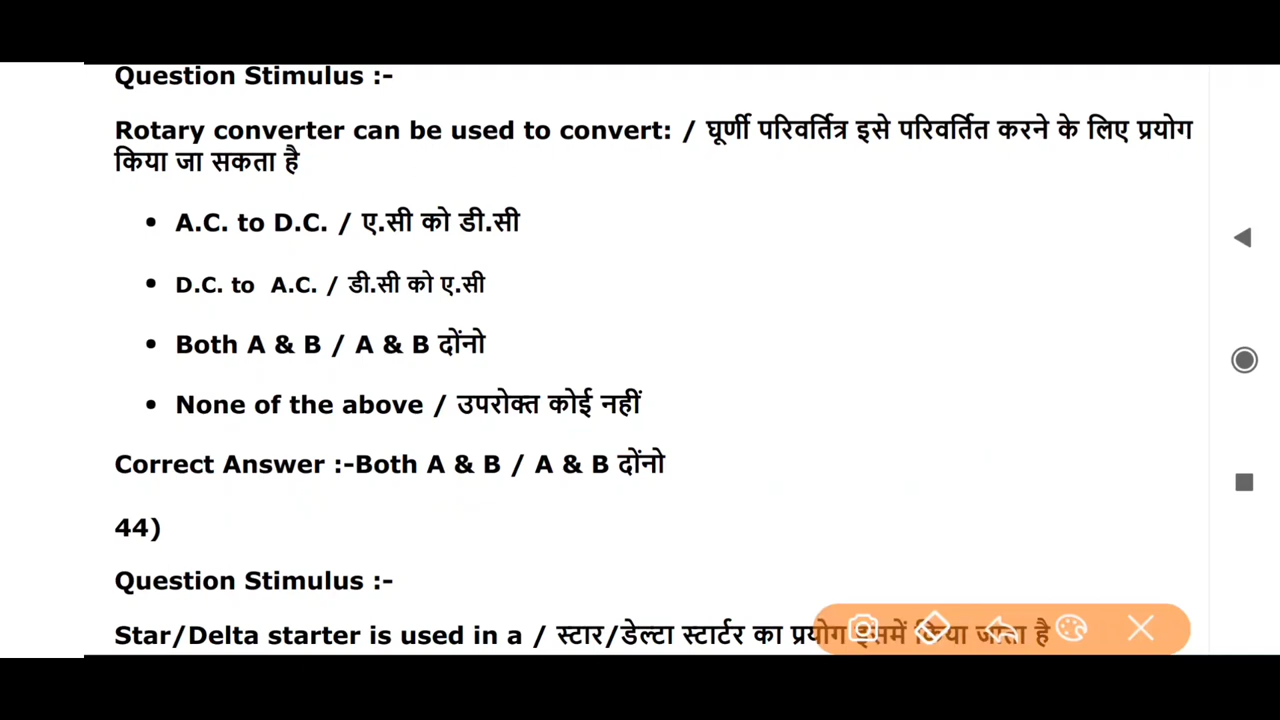 Question Stimulus :-
Rotary converter can be used to convert: / घूर्णी परिवर्तित्र इसे परिवर्तित करने के लिए प्रयोग
किया जा सकता है
• A.C. to D.C. / ए.सी को डी.सी
• D.C. to A.C. / डी.सी को ए.सी
• Both A & B / A & B दोंनो
• None of the above / उपरोक्त कोई नहीं
Correct Answer :-Both A & B / A & B दोंनो
44)
Question Stimulus :-
Star/Delta starter is used in a / स्टार/डेल्टा स्टार्टर का प्रयोग इसमें किया जाता है